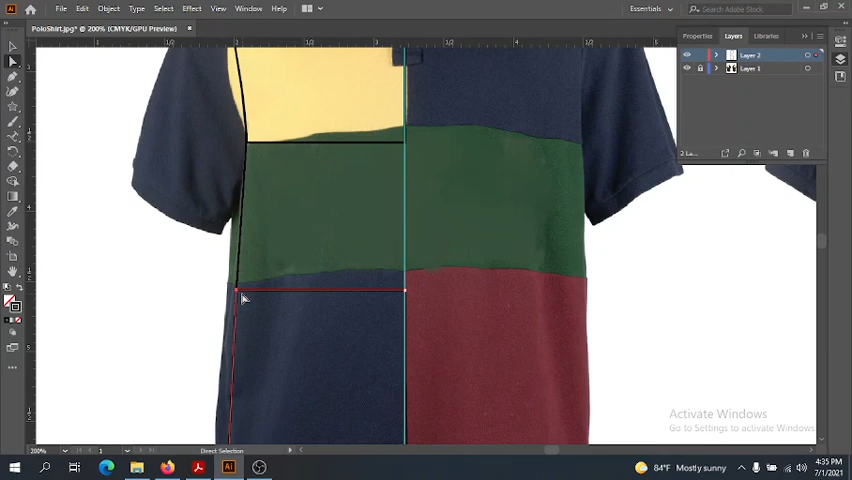 File Edit Object Type Select Effect View Window Help
Essentials
Search Adobe Stock
PoloShirt.jpg* @ 200% (CMYK/GPU Preview)
Properties Layers Libraries
Layer 2
Layer 1
2 La...
Activate Windows
Go to Settings to activate Windows.
200%
1
Direct Selection
Ai
84°F Mostly sunny
4:35 PM
7/1/2021